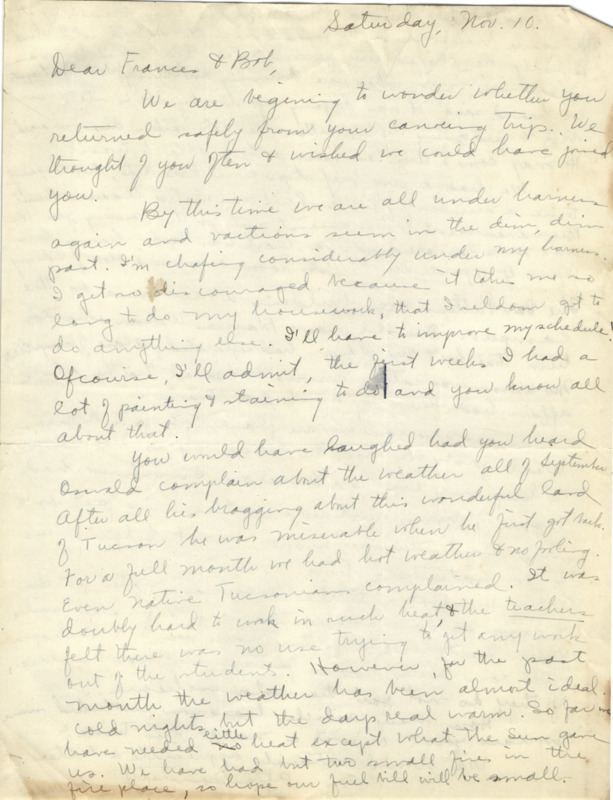 Saturday, Nov. 10.
Dear Frances & Bob,
We are begining to wonder whether you
returned safely from your canoeing trip. We
thought of you often & wished we could have joined
you.
By this time we are all under harness
again and vactions seem in the dim, dim
past. I'm chafing considerably under my harness.
I get so discouraged because it takes me so
long to do my housework, that I seldom get to
do anything else. I'll have to improve my schedule!
Ofcourse, I'll admit, the first weeks I had a
lot of painting & staining to do and you know all
about that.
You would have laughed had you heard
Oswald complain about the weather all of September
After all his bragging about this wonderful land
of Tucson he was miserable when he first got back.
For a full month we had hot weather & no fooling.
Even native Tucsonians complained. It was
doubly hard to work in such heat, & the teachers
felt there was no use trying to get any work
out of the students. However, for the past
month the weather has been almost ideal.
cold nights but the days real warm. So far we
have needed little heat except what the sun gave
us. We have had but two small fires in the
fire place, so hope our fuel bill will be small.